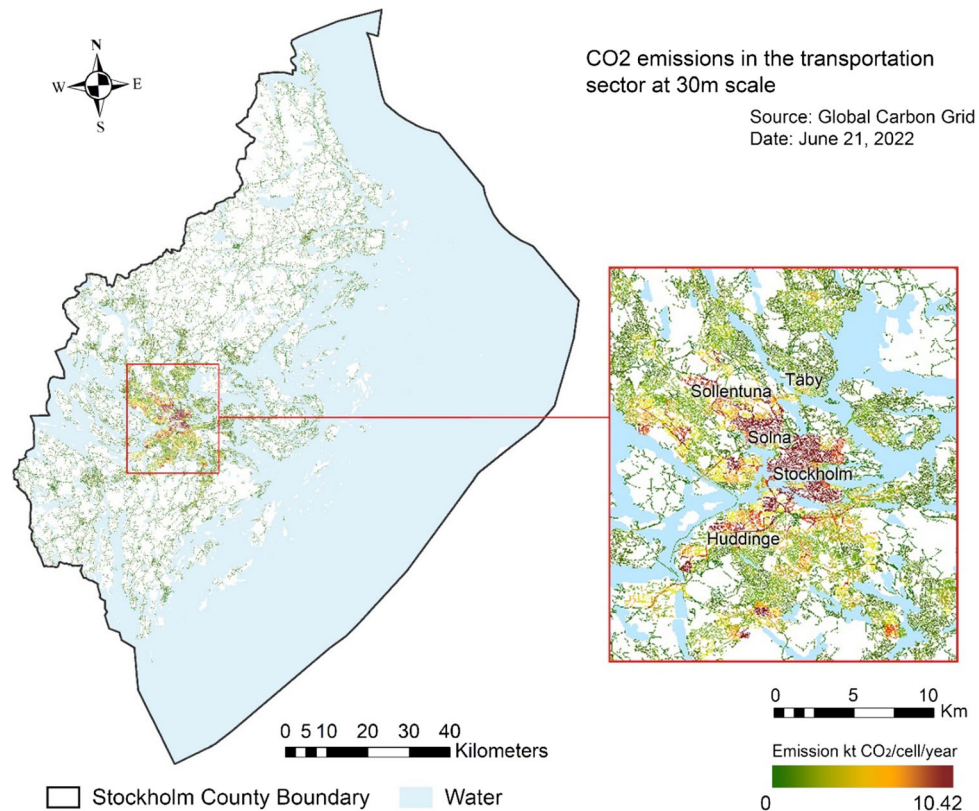 N
W E
S
CO2 emissions in the transportation
sector at 30m scale
Source: Global Carbon Grid
Date: June 21, 2022
Täby
Sollentuna
Solna
Stockholm
Huddinge
0 5 10
Km
0 5 10 20 30 40
Kilometers
Emission kt CO₂/cell/year
0 10.42
Stockholm County Boundary
Water